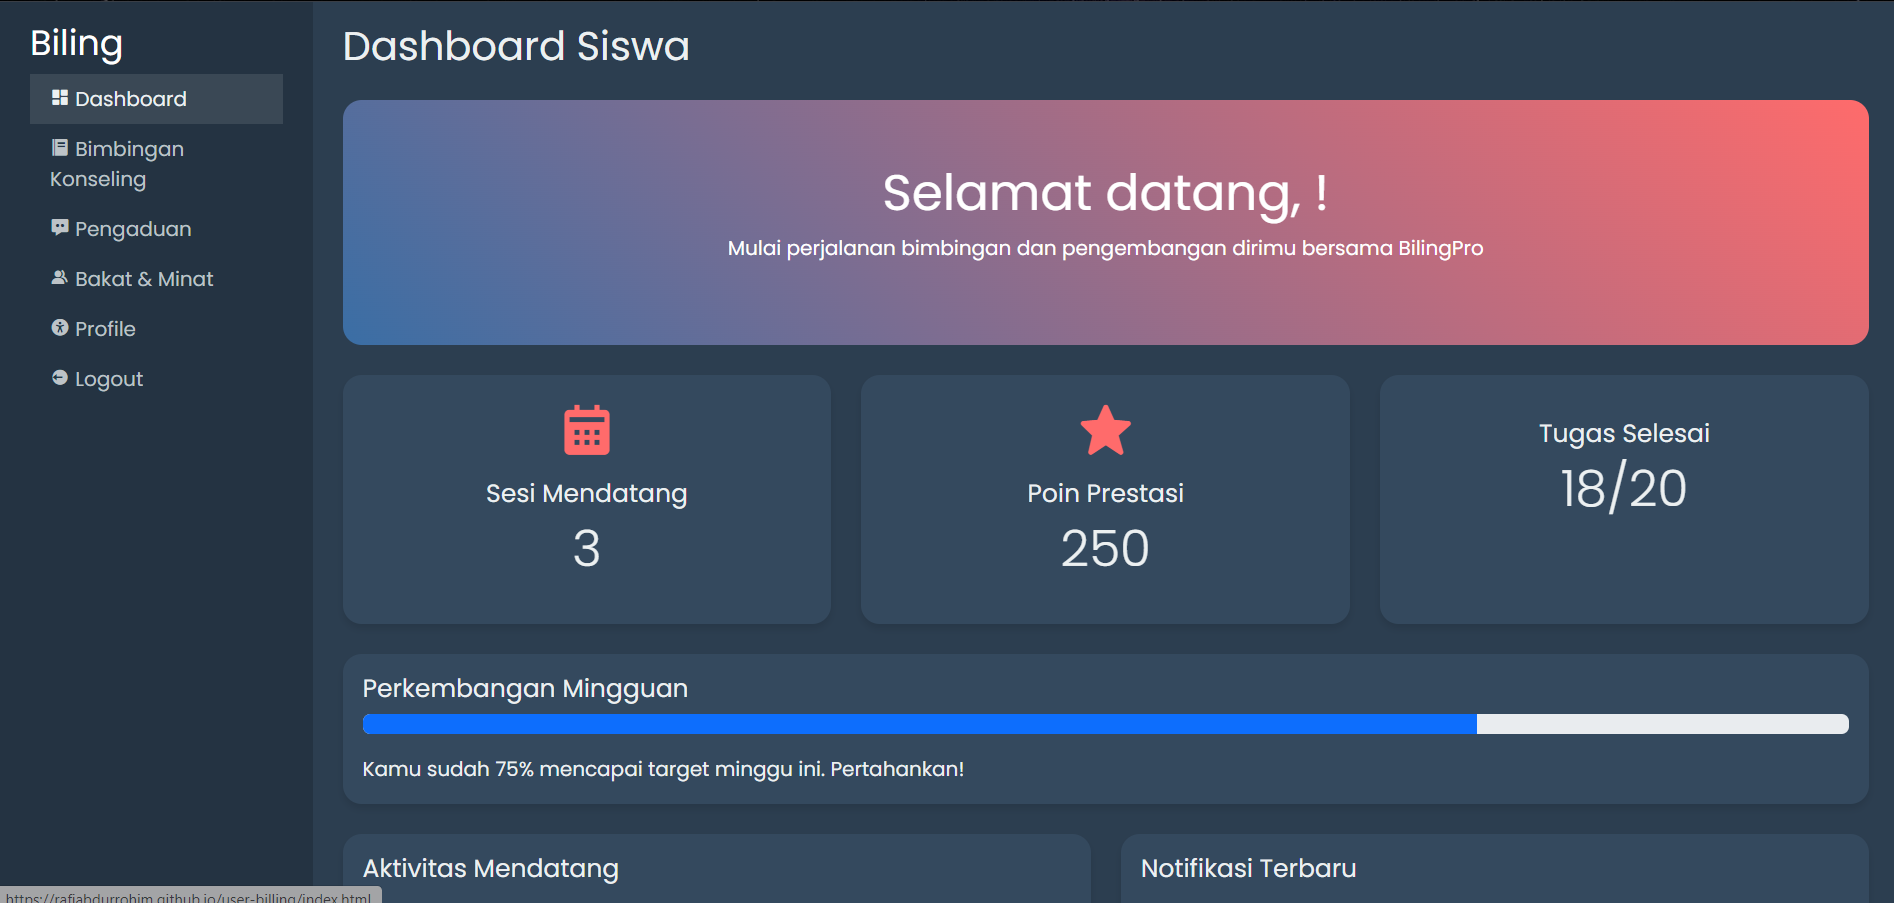 Biling
Dashboard
Bimbingan
Konseling
Pengaduan
Bakat & Minat
Profile
Logout
Dashboard Siswa
Selamat datang, !
Mulai perjalanan bimbingan dan pengembangan dirimu bersama BilingPro
Sesi Mendatang
3
Poin Prestasi
250
Tugas Selesai
18/20
Perkembangan Mingguan
Kamu sudah 75% mencapai target minggu ini. Pertahankan!
Aktivitas Mendatang
Notifikasi Terbaru
https://rafiabdurrohim.github.io/user-billing/index.html